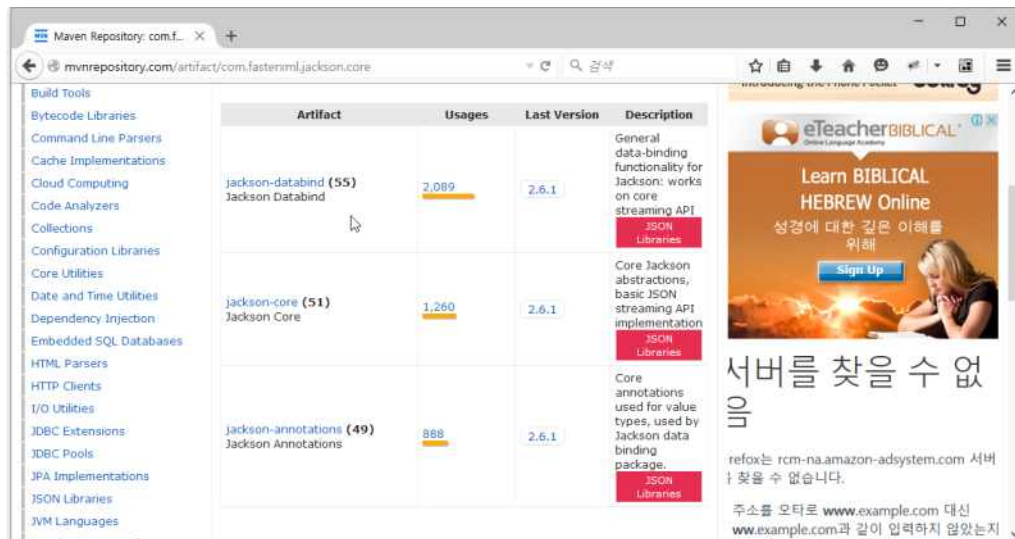 Maven Repository: com.f...
mvnrepository.com/artifact/com.fasterxml.jackson.core
검색
Build Tools
Bytecode Libraries
Command Line Parsers
Cache Implementations
Cloud Computing
Code Analyzers
Collections
Configuration Libraries
Core Utilities
Date and Time Utilities
Dependency Injection
Embedded SQL Databases
HTML Parsers
HTTP Clients
I/O Utilities
JDBC Extensions
JDBC Pools
JPA Implementations
JSON Libraries
JVM Languages
Artifact Usages Last Version Description
jackson-databind (55)
Jackson Databind
2,089
2.6.1
General
data-binding
functionality for
Jackson: works
on core
streaming API
JSON
Libraries
jackson-core (51)
Jackson Core
1,260
2.6.1
Core Jackson
abstractions,
basic JSON
streaming API
implementation
JSON
Libraries
jackson-annotations (49)
Jackson Annotations
888
2.6.1
Core
annotations
used for value
types, used by
Jackson data
binding
package.
JSON
Libraries
eTeacherBIBLICAL
Online Language Academy
Learn BIBLICAL
HEBREW Online
성경에 대한 깊은 이해를
위해
Sign Up
서버를 찾을 수 없
음
refox는 rcm-na.amazon-adsystem.com 서버
찾을 수 없습니다.
주소를 오타로 www.example.com 대신
ww.example.com과 같이 입력하지 않았는지